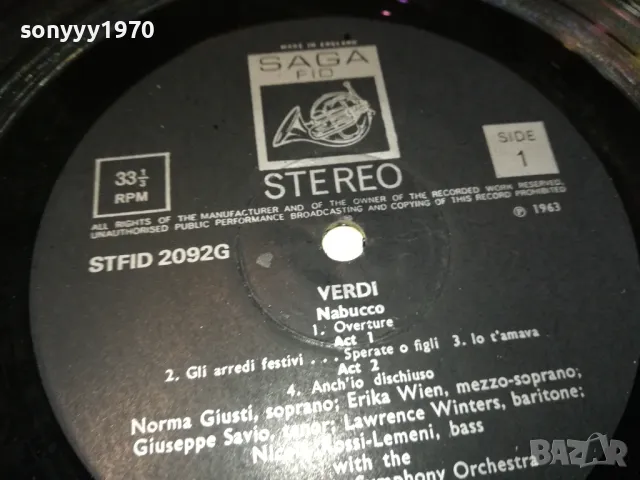 sonyyy1970
MADE IN ENGLAND
SAGA
FID
STEREO
33 1/3
RPM
SIDE
1
ALL RIGHTS OF THE MANUFACTURER AND OF THE OWNER OF THE RECORDED WORK RESERVED
UNAUTHORISED PUBLIC PERFORMANCE BROADCASTING AND COPYING OF THIS RECORD PROHIBITED
℗ 1963
STFID 2092G
VERDI
Nabucco
1. Overture
Act 1
2. Gli arredi festivi . . . Sperate o figli 3. Io t'amava
Act 2
4. Anch'io dischiuso
Norma Giusti, soprano; Erika Wien, mezzo-soprano;
Giuseppe Savio, tenor; Lawrence Winters, baritone;
Rossi-Lemeni, bass
with the
Symphony Orchestra
BAZAR.BG